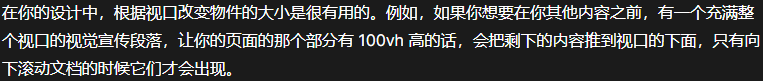 在你的设计中，根据视口改变物件的大小是很有用的。例如，如果你想要在你其他内容之前，有一个充满整
个视口的视觉宣传段落，让你的页面的那个部分有 100vh 高的话，会把剩下的内容推到视口的下面，只有向
下滚动文档的时候它们才会出现。